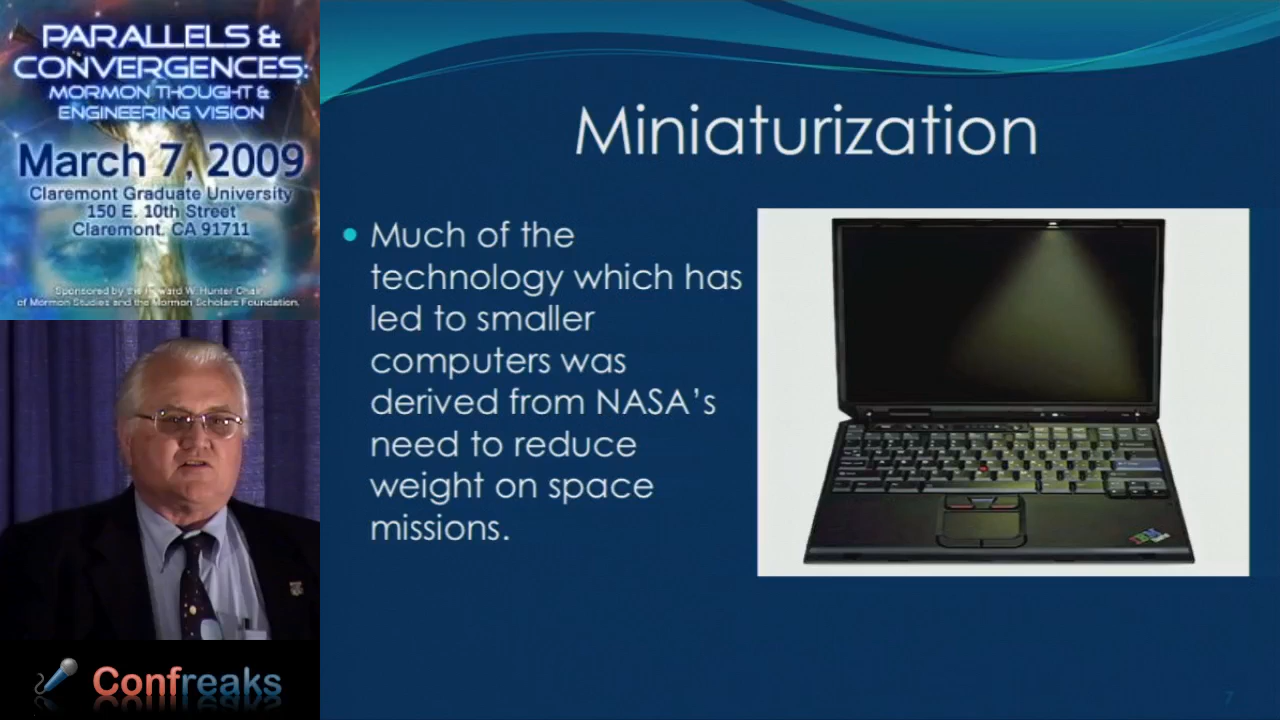 PARALLELS &
CONVERGENCES:
MORMON THOUGHT &
ENGINEERING VISION
March 7, 2009
Claremont Graduate University
150 E. 10th Street
Claremont, CA 91711
Sponsored by the Howard W. Hunter Chair
of Mormon Studies and the Mormon Scholars Foundation.
Confreaks
Miniaturization
Much of the
technology which has
led to smaller
computers was
derived from NASA's
need to reduce
weight on space
missions.
IBM
7